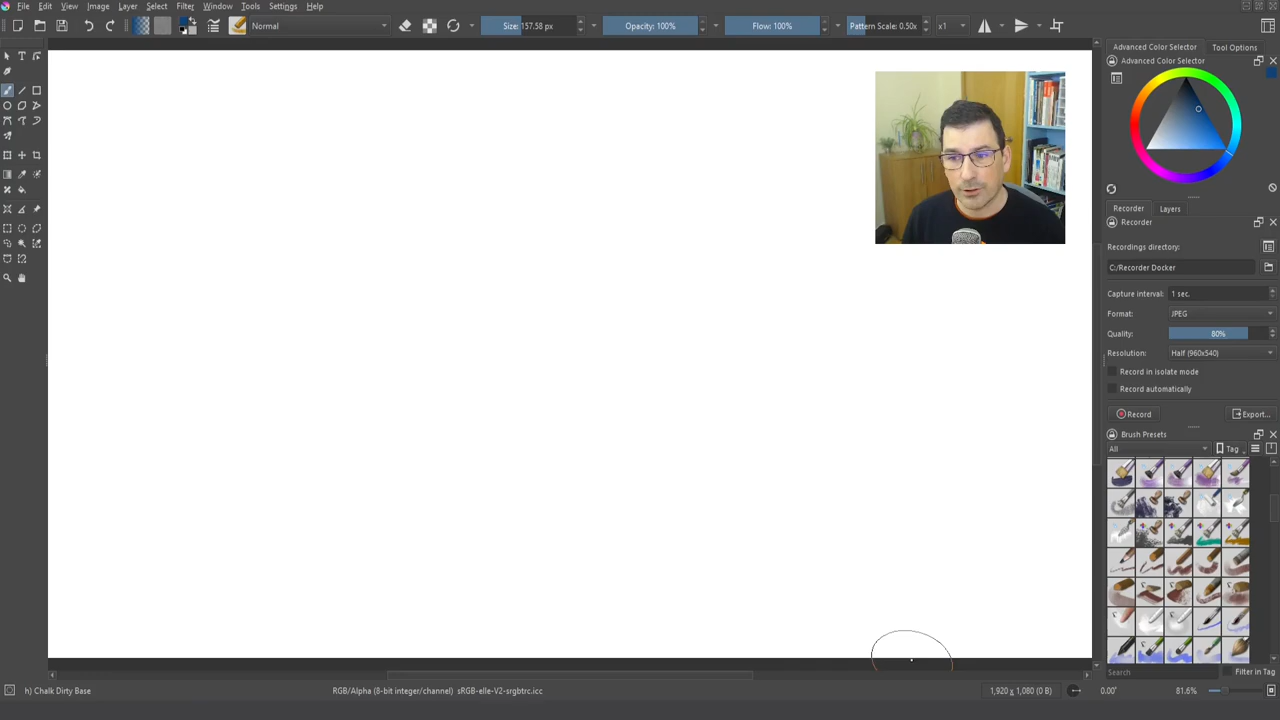 File Edit View Image Layer Select Filter Tools Window Settings Help
Normal
Size: 157.58 px
Opacity: 100%
Flow: 100%
Pattern Scale: 0.50x
x1
Advanced Color Selector
Tool Options
Advanced Color Selector
Recorder
Layers
Recorder
Recordings directory:
C:/Recorder Docker
Capture interval: 1 sec.
Format: JPEG
Quality: 80%
Resolution: Half (960x540)
Record in isolate mode
Record automatically
Record
Export...
Brush Presets
All
Tag
Search
Filter in Tag
h) Chalk Dirty Base
RGB/Alpha (8-bit integer/channel) sRGB-elle-V2-srgbtrc.icc
1,920 x 1,080 (0 B)
0.00°
81.6%